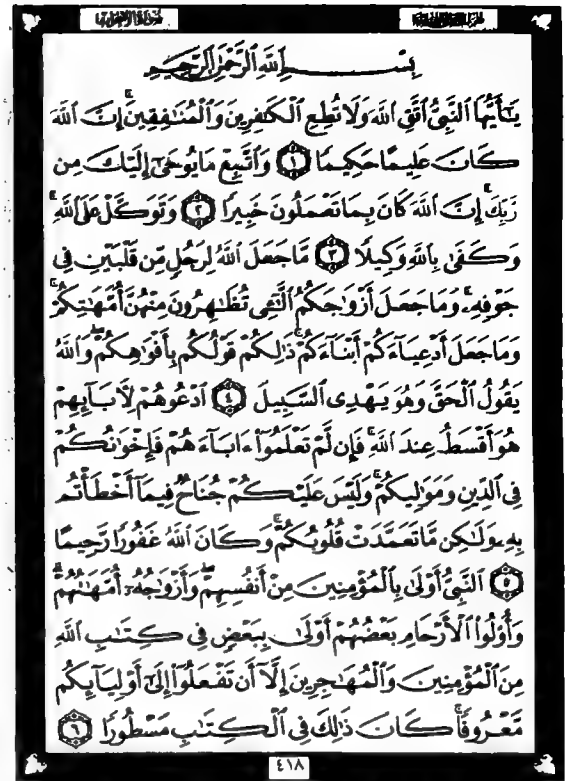 بِسْمِ اللَّهِ الرَّحْمَٰنِ الرَّحِيمِ
يَٰٓأَيُّهَا ٱلنَّبِىُّ ٱتَّقِ ٱللَّهَ وَلَا تُطِعِ ٱلْكَٰفِرِينَ وَٱلْمُنَٰفِقِينَ ۗ إِنَّ ٱللَّهَ
كَانَ عَلِيمًا حَكِيمًا ١ وَٱتَّبِعْ مَا يُوحَىٰٓ إِلَيْكَ مِن
رَّبِّكَ ۚ إِنَّ ٱللَّهَ كَانَ بِمَا تَعْمَلُونَ خَبِيرًا ٢ وَتَوَكَّلْ عَلَى ٱللَّهِ ۚ
وَكَفَىٰ بِٱللَّهِ وَكِيلًا ٣ مَّا جَعَلَ ٱللَّهُ لِرَجُلٍ مِّن قَلْبَيْنِ فِى
جَوْفِهِۦ ۚ وَمَا جَعَلَ أَزْوَٰجَكُمُ ٱلَّٰٓـِٔى تُظَٰهِرُونَ مِنْهُنَّ أُمَّهَٰتِكُمْ ۚ
وَمَا جَعَلَ أَدْعِيَآءَكُمْ أَبْنَآءَكُمْ ۚ ذَٰلِكُمْ قَوْلُكُم بِأَفْوَٰهِكُمْ ۖ وَٱللَّهُ
يَقُولُ ٱلْحَقَّ وَهُوَ يَهْدِى ٱلسَّبِيلَ ٤ ٱدْعُوهُمْ لِءَابَآئِهِمْ
هُوَ أَقْسَطُ عِندَ ٱللَّهِ ۚ فَإِن لَّمْ تَعْلَمُوٓا۟ ءَابَآءَهُمْ فَإِخْوَٰنُكُمْ
فِى ٱلدِّينِ وَمَوَٰلِيكُمْ ۚ وَلَيْسَ عَلَيْكُمْ جُنَاحٌ فِيمَآ أَخْطَأْتُم
بِهِۦ وَلَٰكِن مَّا تَعَمَّدَتْ قُلُوبُكُمْ ۚ وَكَانَ ٱللَّهُ غَفُورًا رَّحِيمًا
٥ ٱلنَّبِىُّ أَوْلَىٰ بِٱلْمُؤْمِنِينَ مِنْ أَنفُسِهِمْ ۖ وَأَزْوَٰجُهُۥٓ أُمَّهَٰتُهُمْ ۗ
وَأُو۟لُوا۟ ٱلْأَرْحَامِ بَعْضُهُمْ أَوْلَىٰ بِبَعْضٍ فِى كِتَٰبِ ٱللَّهِ
مِنَ ٱلْمُؤْمِنِينَ وَٱلْمُهَٰجِرِينَ إِلَّآ أَن تَفْعَلُوٓا۟ إِلَىٰٓ أَوْلِيَآئِكُم
مَّعْرُوفًا ۚ كَانَ ذَٰلِكَ فِى ٱلْكِتَٰبِ مَسْطُورًا ٦
٤١٨